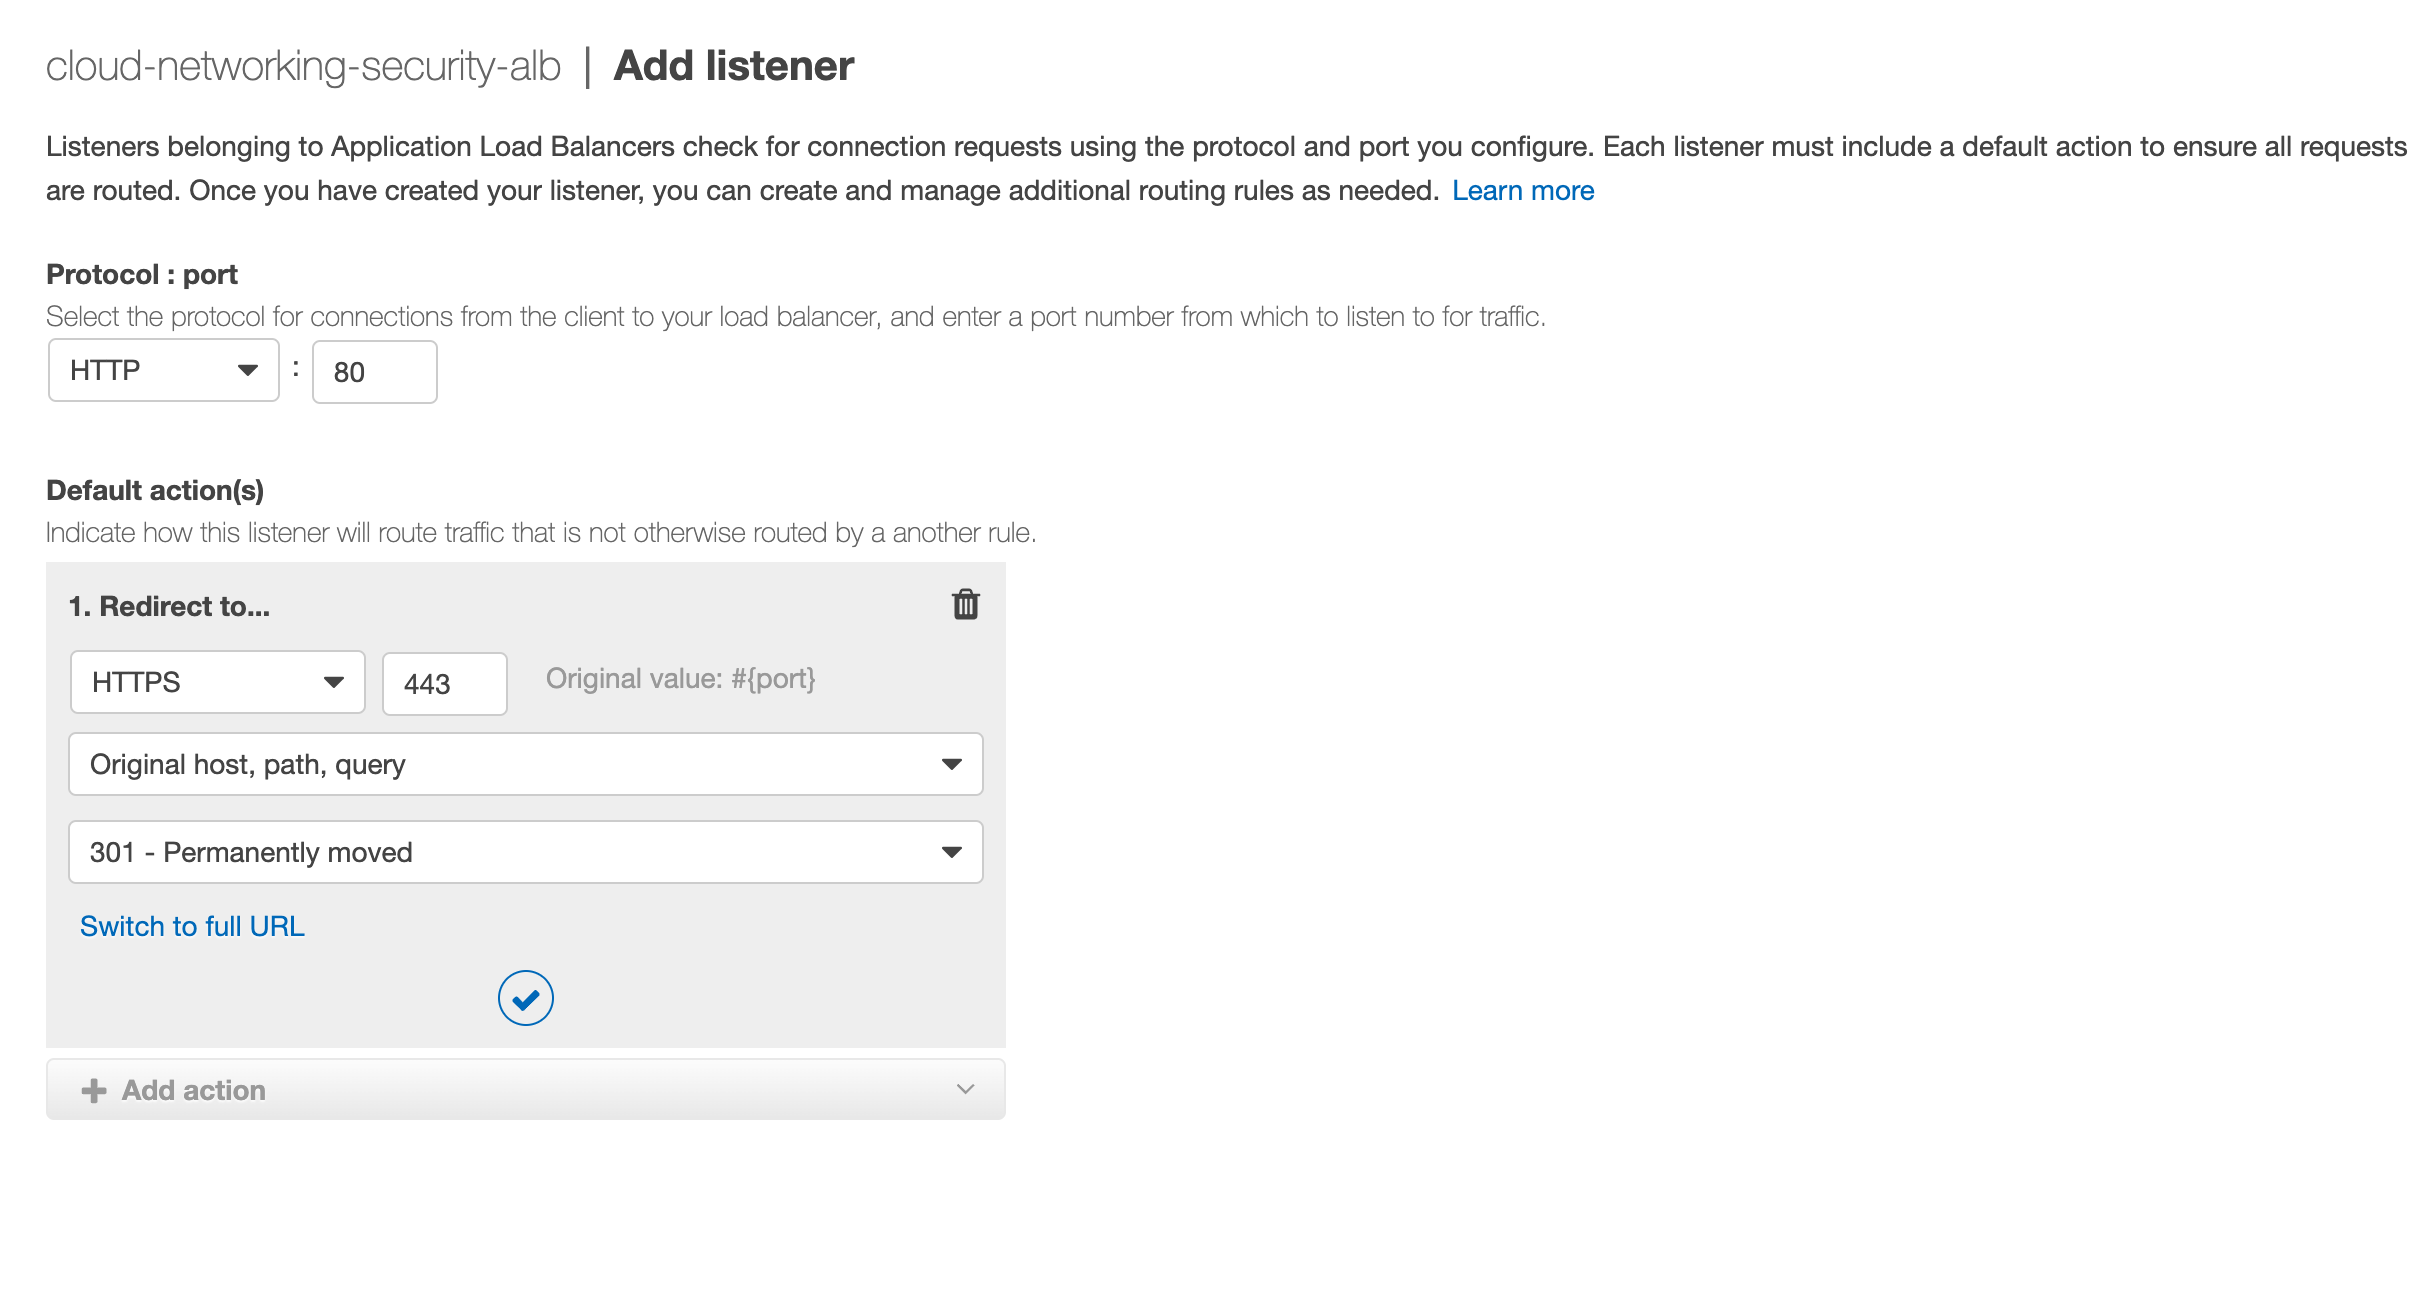 cloud-networking-security-alb | Add listener
Listeners belonging to Application Load Balancers check for connection requests using the protocol and port you configure. Each listener must include a default action to ensure all requests
are routed. Once you have created your listener, you can create and manage additional routing rules as needed. Learn more
Protocol : port
Select the protocol for connections from the client to your load balancer, and enter a port number from which to listen to for traffic.
HTTP : 80
Default action(s)
Indicate how this listener will route traffic that is not otherwise routed by a another rule.
1. Redirect to...
HTTPS 443 Original value: #{port}
Original host, path, query
301 - Permanently moved
Switch to full URL
Add action